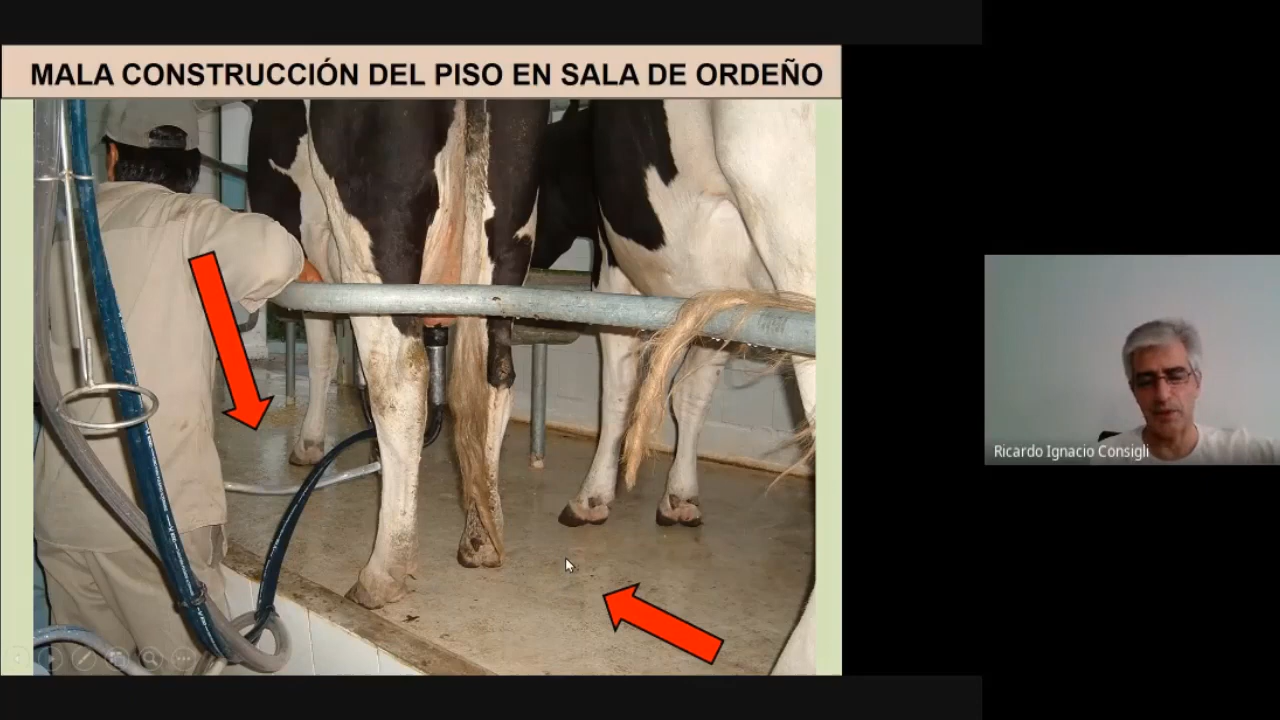 MALA CONSTRUCCIÓN DEL PISO EN SALA DE ORDEÑO
Ricardo Ignacio Consigli